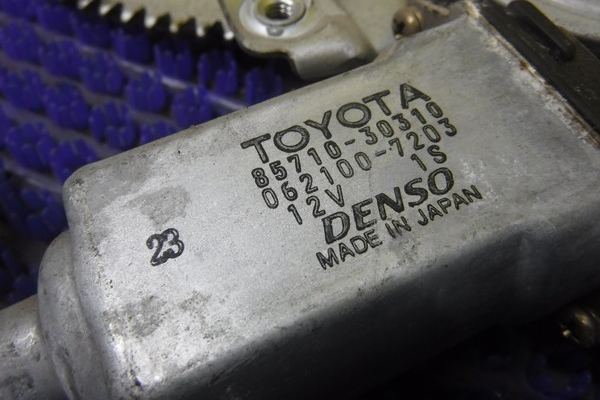 TOYOTA
85710-30310
062100-7203
12V 1S
DENSO
MADE IN JAPAN
23